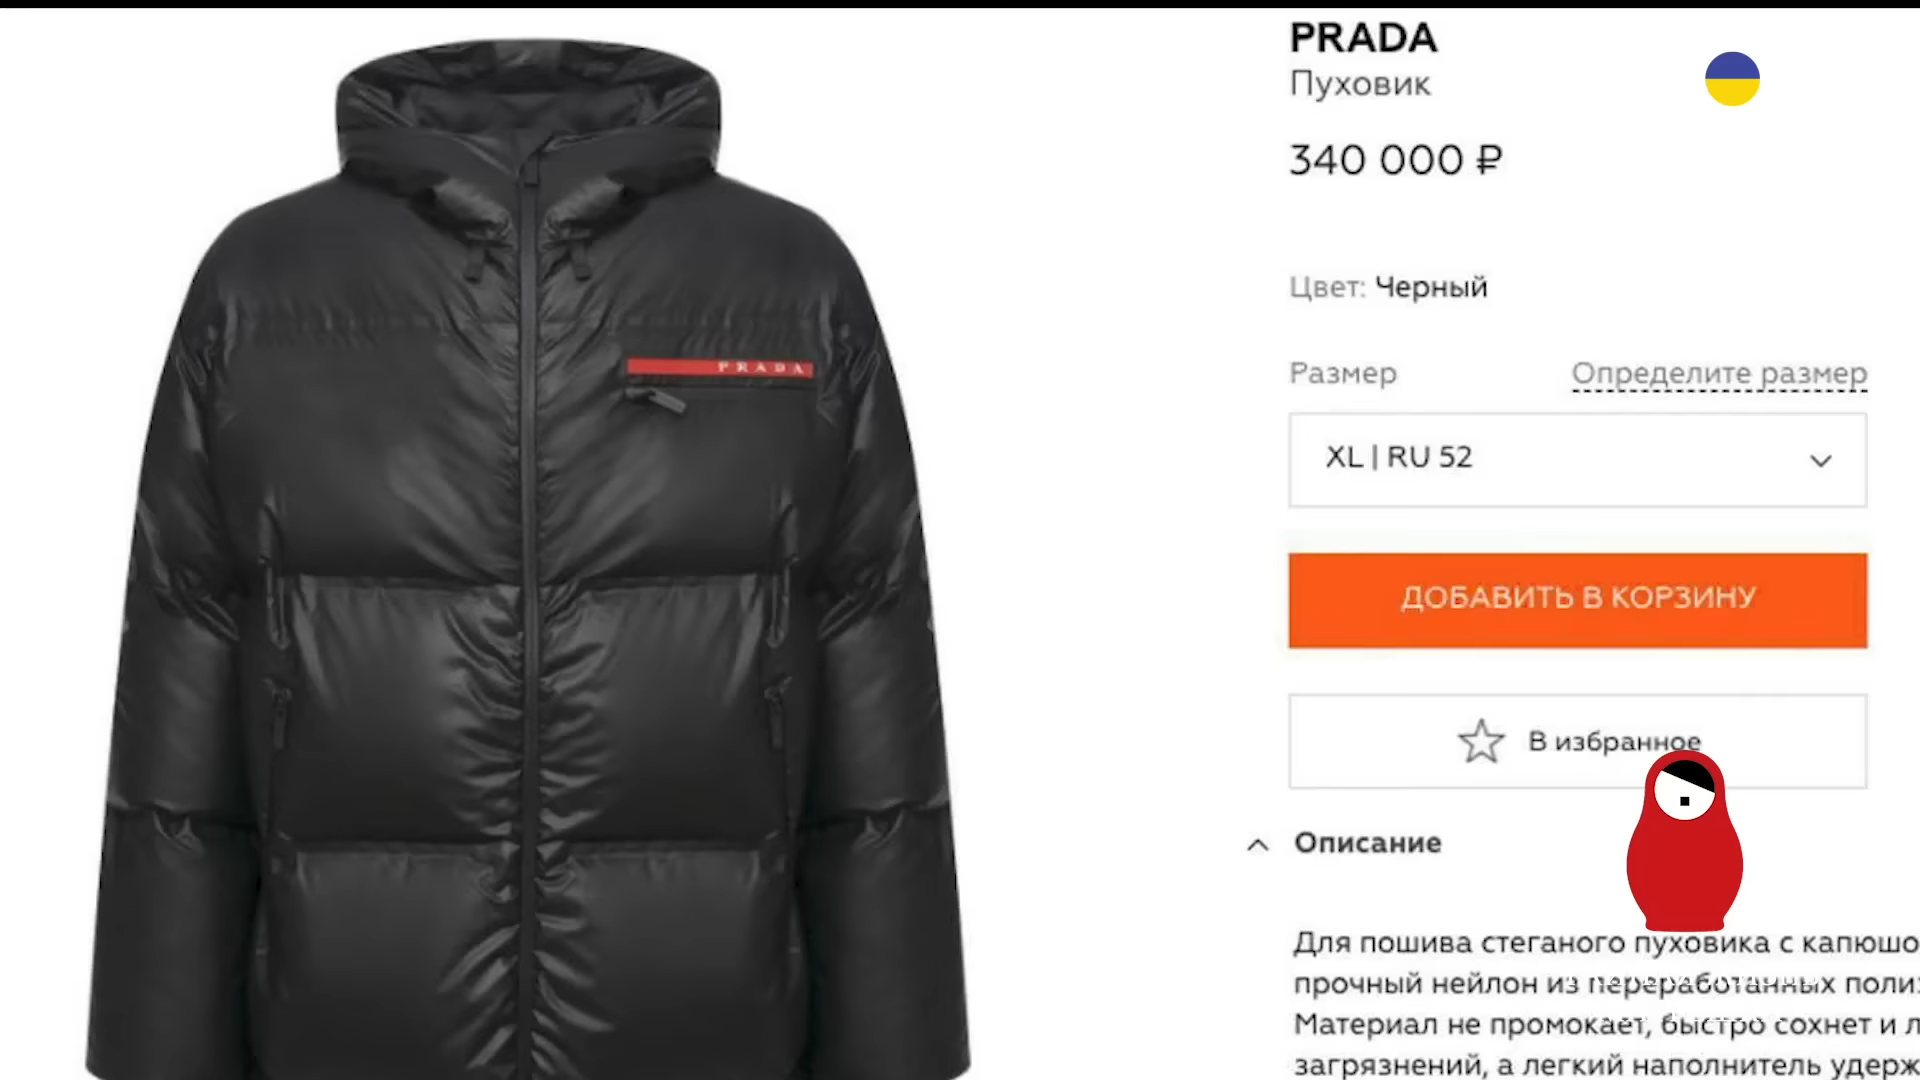 PRADA
Пуховик
340 000 ₽
Цвет: Черный
PRADA
Размер
Определите размер
XL | RU 52
ДОБАВИТЬ В КОРЗИНУ
В избранное
Описание
Для пошива стеганого пуховика с капюшо
прочный нейлон из переработанных поли
Материал не промокает, быстро сохнет и л
загрязнений, а легкий наполнитель удерж